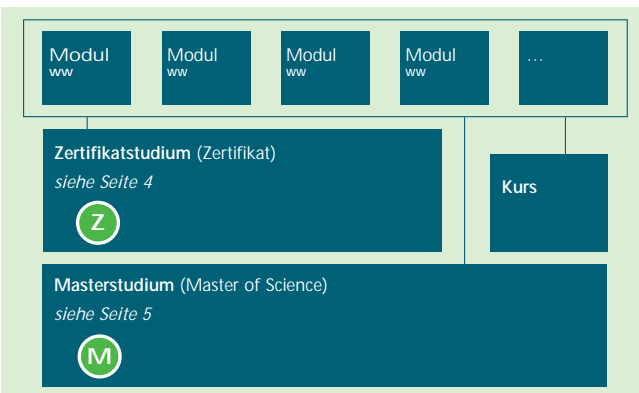 Modul
ww
Modul
ww
Modul
ww
Modul
ww
...
Zertifikatstudium (Zertifikat)
siehe Seite 4
Z
Kurs
Masterstudium (Master of Science)
siehe Seite 5
M